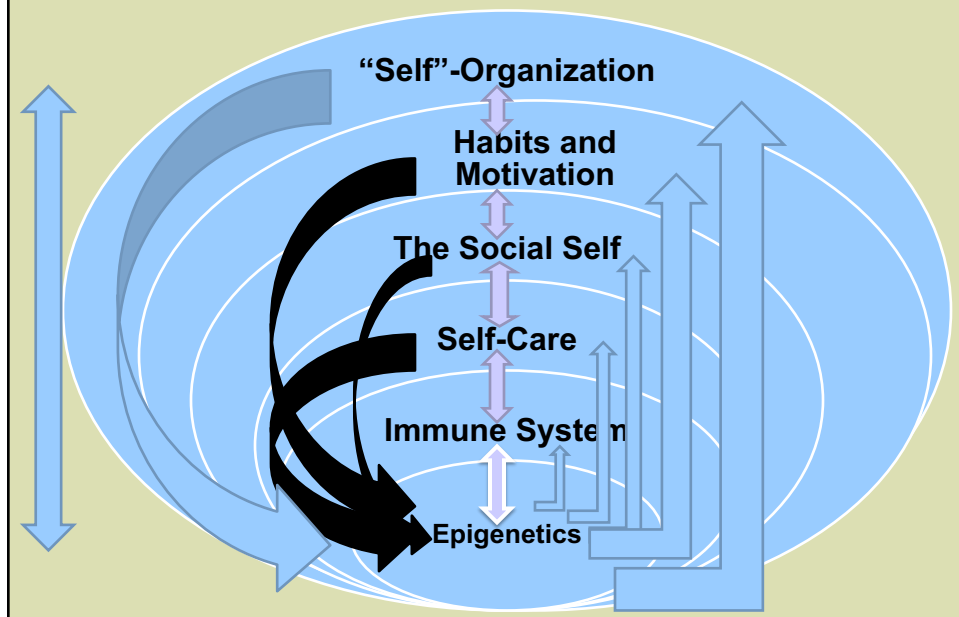 “Self”-Organization
Habits and
Motivation
The Social Self
Self-Care
Immune System
Epigenetics